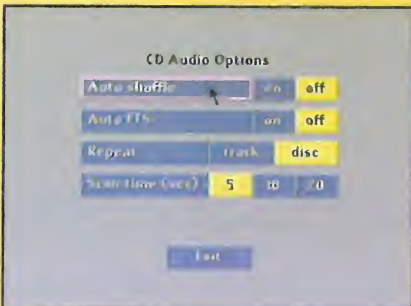 CD Audio Options
Auto shuffle on off
Auto FTS on off
Repeat track disc
Scan time (sec) 5 10 20
Exit